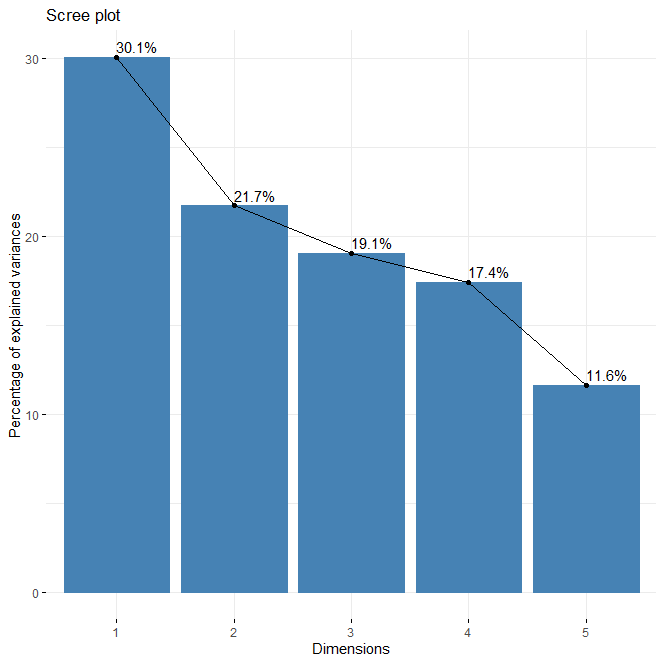 Scree plot
30.1%
21.7%
19.1%
17.4%
11.6%
30
20
10
0
Percentage of explained variances
1 2 3 4 5
Dimensions